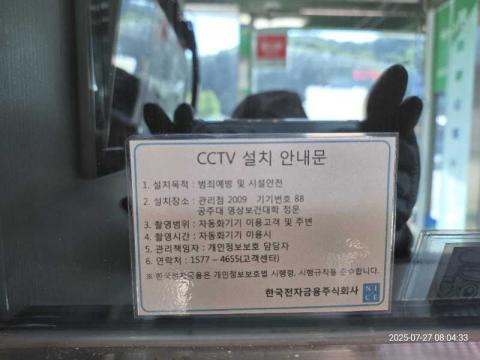 CCTV 설치 안내문
1. 설치목적 : 범죄예방 및 시설안전
2. 설치장소 : 관리점 2009 기기번호 88
공주대 영상보건대학 정문
3. 촬영범위 : 자동화기기 이용고객 및 주변
4. 촬영시간 : 자동화기기 이용시
5. 관리책임자 : 개인정보보호 담당자
6. 연락처 : 1577 – 4655(고객센터)
※ 한국전자금융은 개인정보보호법 시행령, 시행규칙을 준수합니다.
한국전자금융주식회사 NICE
2025-07-27 08:04:33